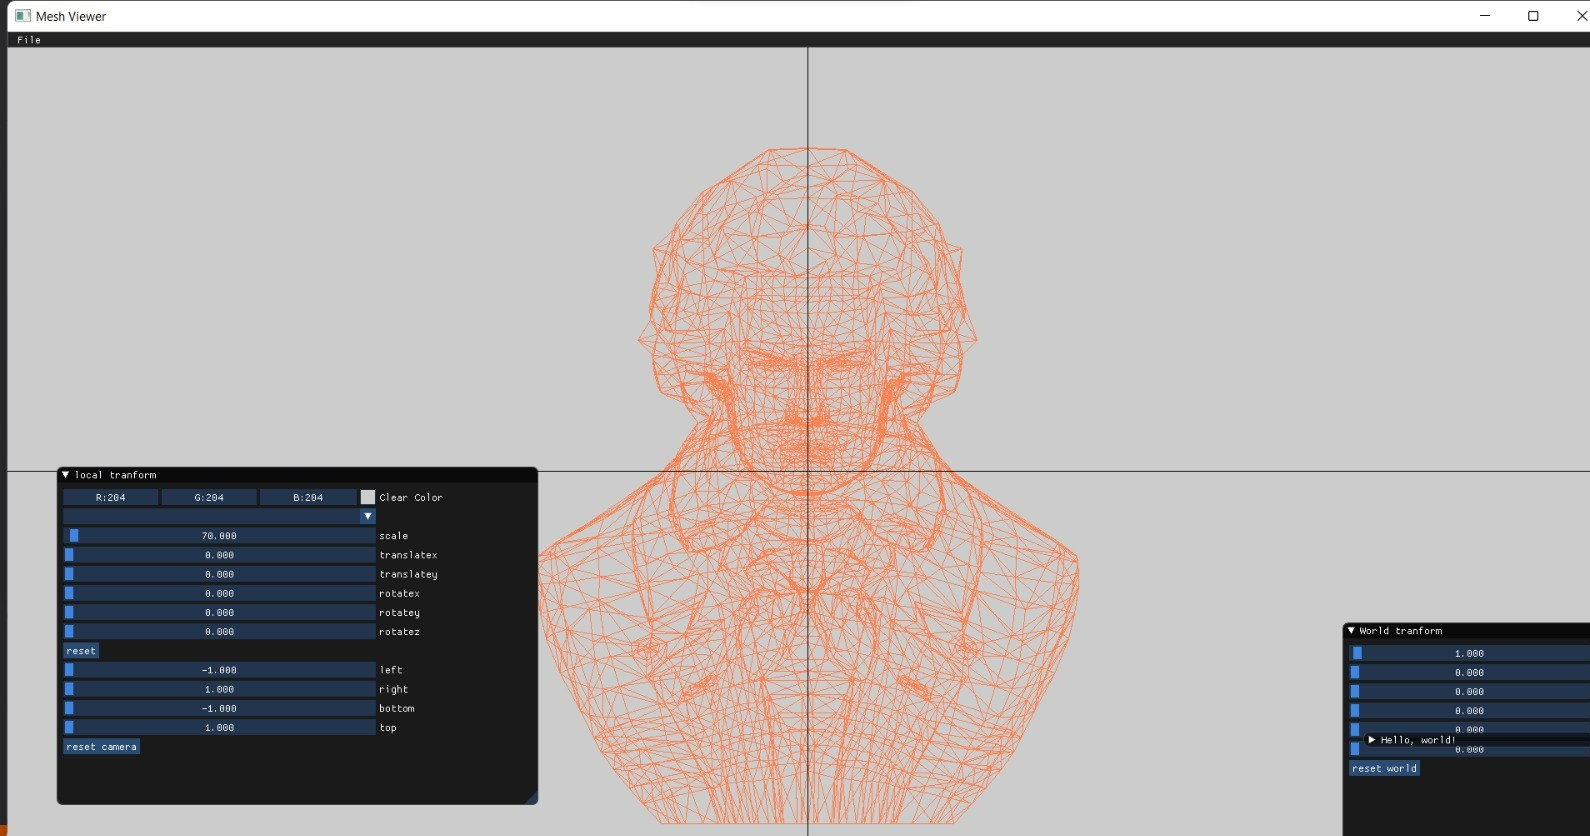 Mesh Viewer
File
local tranform
R:204 G:204 B:204 Clear Color
70.000 scale
0.000 translatex
0.000 translatey
0.000 rotatex
0.000 rotatey
0.000 rotatez
reset
-1.000 left
1.000 right
-1.000 bottom
1.000 top
reset camera
World tranform
1.000
0.000
0.000
0.000
0.000
Hello, world!
0.000
reset world